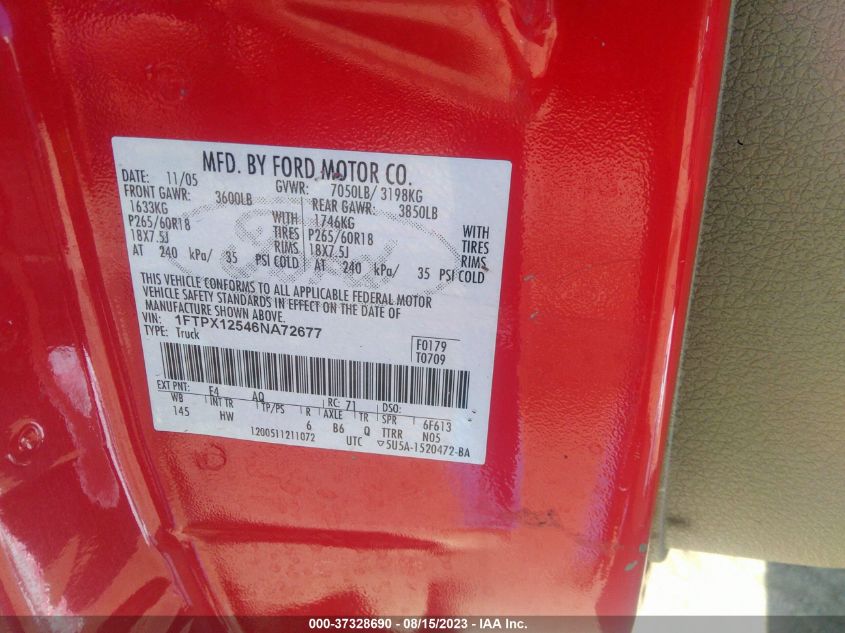 MFD. BY FORD MOTOR CO.
DATE: 11/05 GVWR: 7050LB/ 3198KG
FRONT GAWR: 3600LB REAR GAWR: 3850LB
1633KG WITH 1746KG WITH
P265/60R18 TIRES P265/60R18 TIRES
18X7.5J RIMS 18X7.5J RIMS
AT 240 kPa/ 35 PSI COLD AT 240 kPa/ 35 PSI COLD
Ford
THIS VEHICLE CONFORMS TO ALL APPLICABLE FEDERAL MOTOR
VEHICLE SAFETY STANDARDS IN EFFECT ON THE DATE OF
MANUFACTURE SHOWN ABOVE.
VIN: 1FTPX12546NA72677
TYPE: Truck
F0179
T0709
EXT PNT: E4 AQ RC: 71 DSO:
WB INT TR TP/PS R AXLE TR SPR 6F613
145 HW 6 B6 Q TTRR N05
1200511211072 UTC ▽5U5A-1520472-BA
000-37328690 - 08/15/2023 - © IAA Inc.